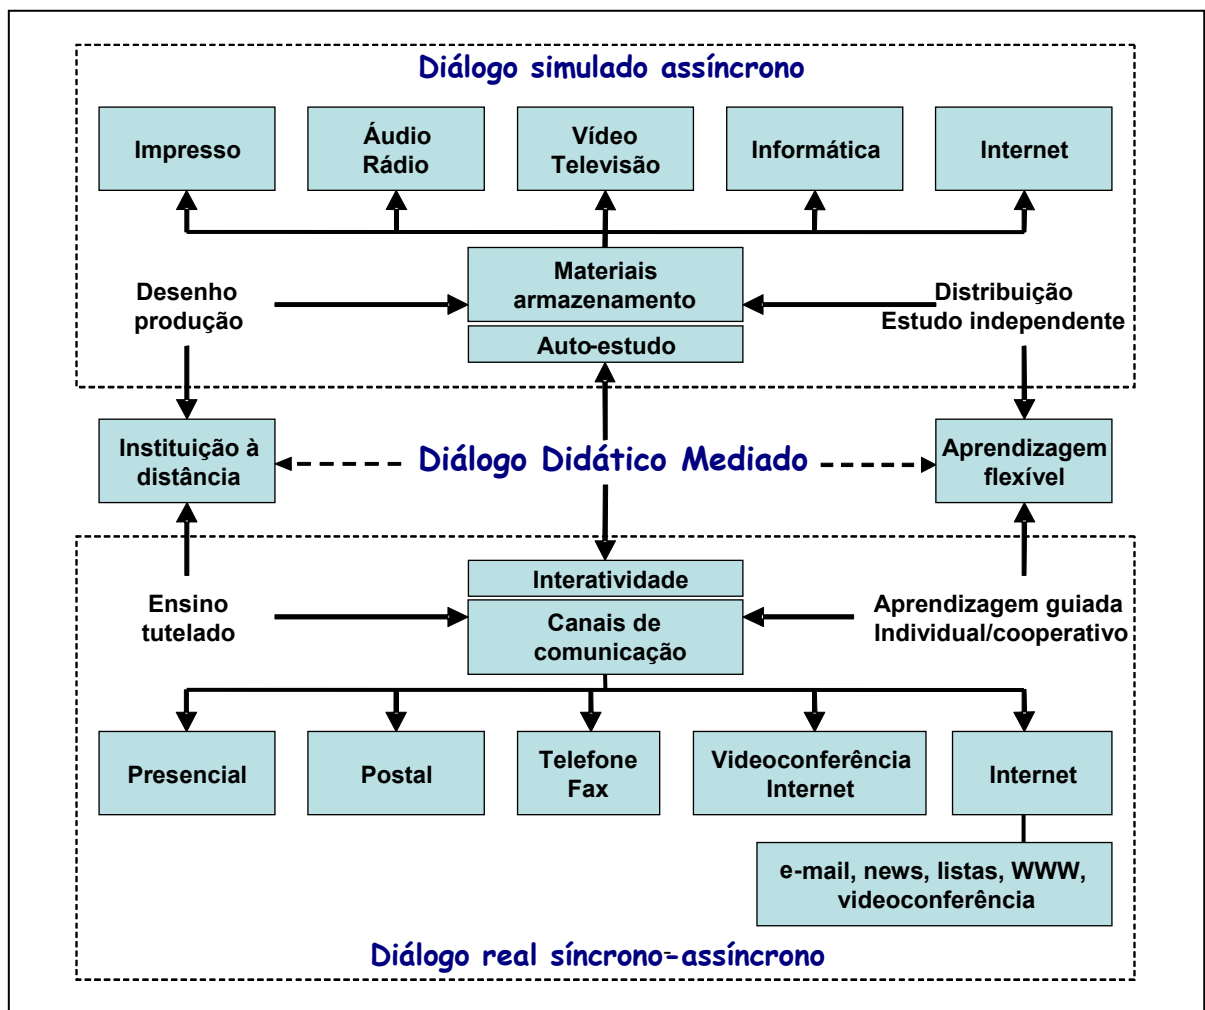 Diálogo simulado assíncrono
Impresso
Áudio
Rádio
Vídeo
Televisão
Informática
Internet
Materiais
armazenamento
Desenho
produção
Distribuição
Estudo independente
Auto-estudo
Instituição à
distância
Diálogo Didático Mediado
Aprendizagem
flexível
Interatividade
Ensino
tutelado
Canais de
comunicação
Aprendizagem guiada
Individual/cooperativo
Presencial
Postal
Telefone
Fax
Videoconferência
Internet
Internet
e-mail, news, listas, WWW,
videoconferência
Diálogo real síncrono-assíncrono